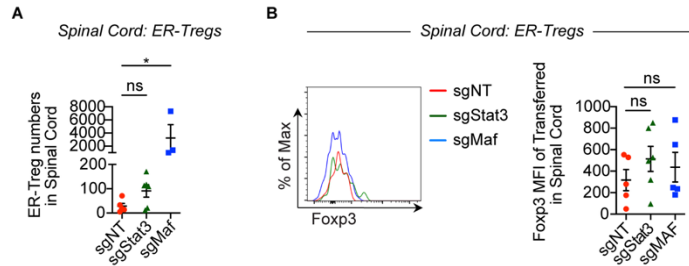 A
Spinal Cord: ER-Tregs
*
ns
ER-Treg numbers
in Spinal Cord
8000
6000
4000
2000
200
100
0
sgNT
sgStat3
sgMaf
B
Spinal Cord: ER-Tregs
% of Max
Foxp3
sgNT
sgStat3
sgMaf
ns
ns
Foxp3 MFI of Transferred
in Spinal Cord
1000
800
600
400
200
0
sgNT
sgStat3
sgMAF